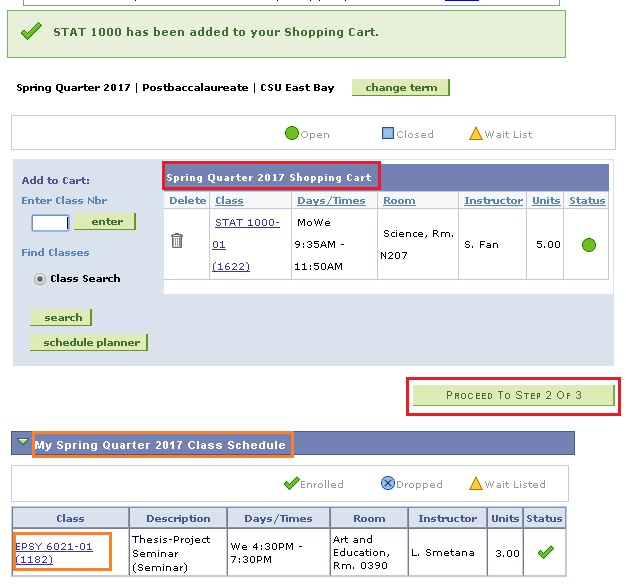 STAT 1000 has been added to your Shopping Cart.
Spring Quarter 2017 | Postbaccalaureate | CSU East Bay change term
Open Closed Wait List
Add to Cart:
Enter Class Nbr
enter
Find Classes
Class Search
search
schedule planner
Spring Quarter 2017 Shopping Cart
Delete Class Days/Times Room Instructor Units Status
STAT 1000-
01
(1622)
MoWe
9:35AM -
11:50AM
Science, Rm.
N207
S. Fan
5.00
PROCEED TO STEP 2 OF 3
My Spring Quarter 2017 Class Schedule
Enrolled Dropped Wait Listed
Class Description Days/Times Room Instructor Units Status
EPSY 6021-01
(1182)
Thesis-Project
Seminar
(Seminar)
We 4:30PM -
7:30PM
Art and
Education,
Rm. 0390
L. Smetana
3.00